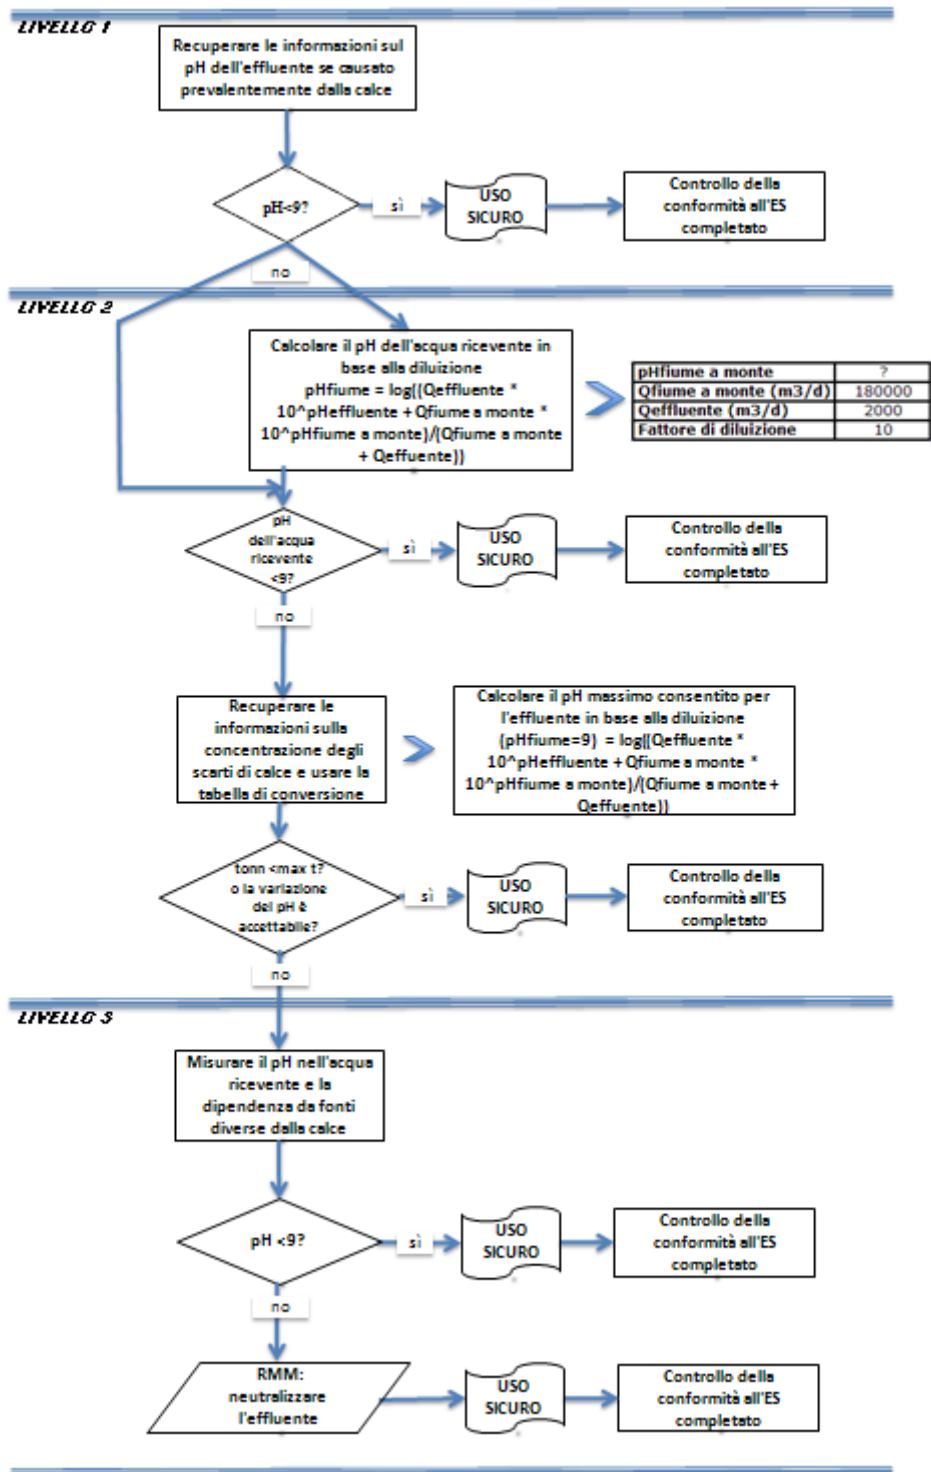 LIVELLO 1
Recuperare le informazioni sul
pH dell'effluente se causato
prevalentemente dalla calce
pH<9?
sì
USO
SICURO
Controllo della
conformità all'ES
completato
no
LIVELLO 2
Calcolare il pH dell'acqua ricevente in
base alla diluizione
pHfiume = log((Qeffluente *
10^pHeffluente + Qfiume a monte *
10^pHfiume a monte)/(Qfiume a monte
+ Qeffuente))
pHfiume a monte ?
Qfiume a monte (m3/d) 180000
Qeffluente (m3/d) 2000
Fattore di diluizione 10
pH
dell'acqua
ricevente
<9?
sì
USO
SICURO
Controllo della
conformità all'ES
completato
no
Recuperare le
informazioni sulla
concentrazione degli
scarti di calce e usare la
tabella di conversione
Calcolare il pH massimo consentito per
l'effluente in base alla diluizione
(pHfiume=9) = log((Qeffluente *
10^pHeffluente + Qfiume a monte *
10^pHfiume a monte)/(Qfiume a monte +
Qeffuente))
tonn <max t?
o la variazione
del pH è
accettabile?
sì
USO
SICURO
Controllo della
conformità all'ES
completato
no
LIVELLO 3
Misurare il pH nell'acqua
ricevente e la
dipendenza da fonti
diverse dalla calce
pH <9?
sì
USO
SICURO
Controllo della
conformità all'ES
completato
no
RMM:
neutralizzare
l'effluente
USO
SICURO
Controllo della
conformità all'ES
completato